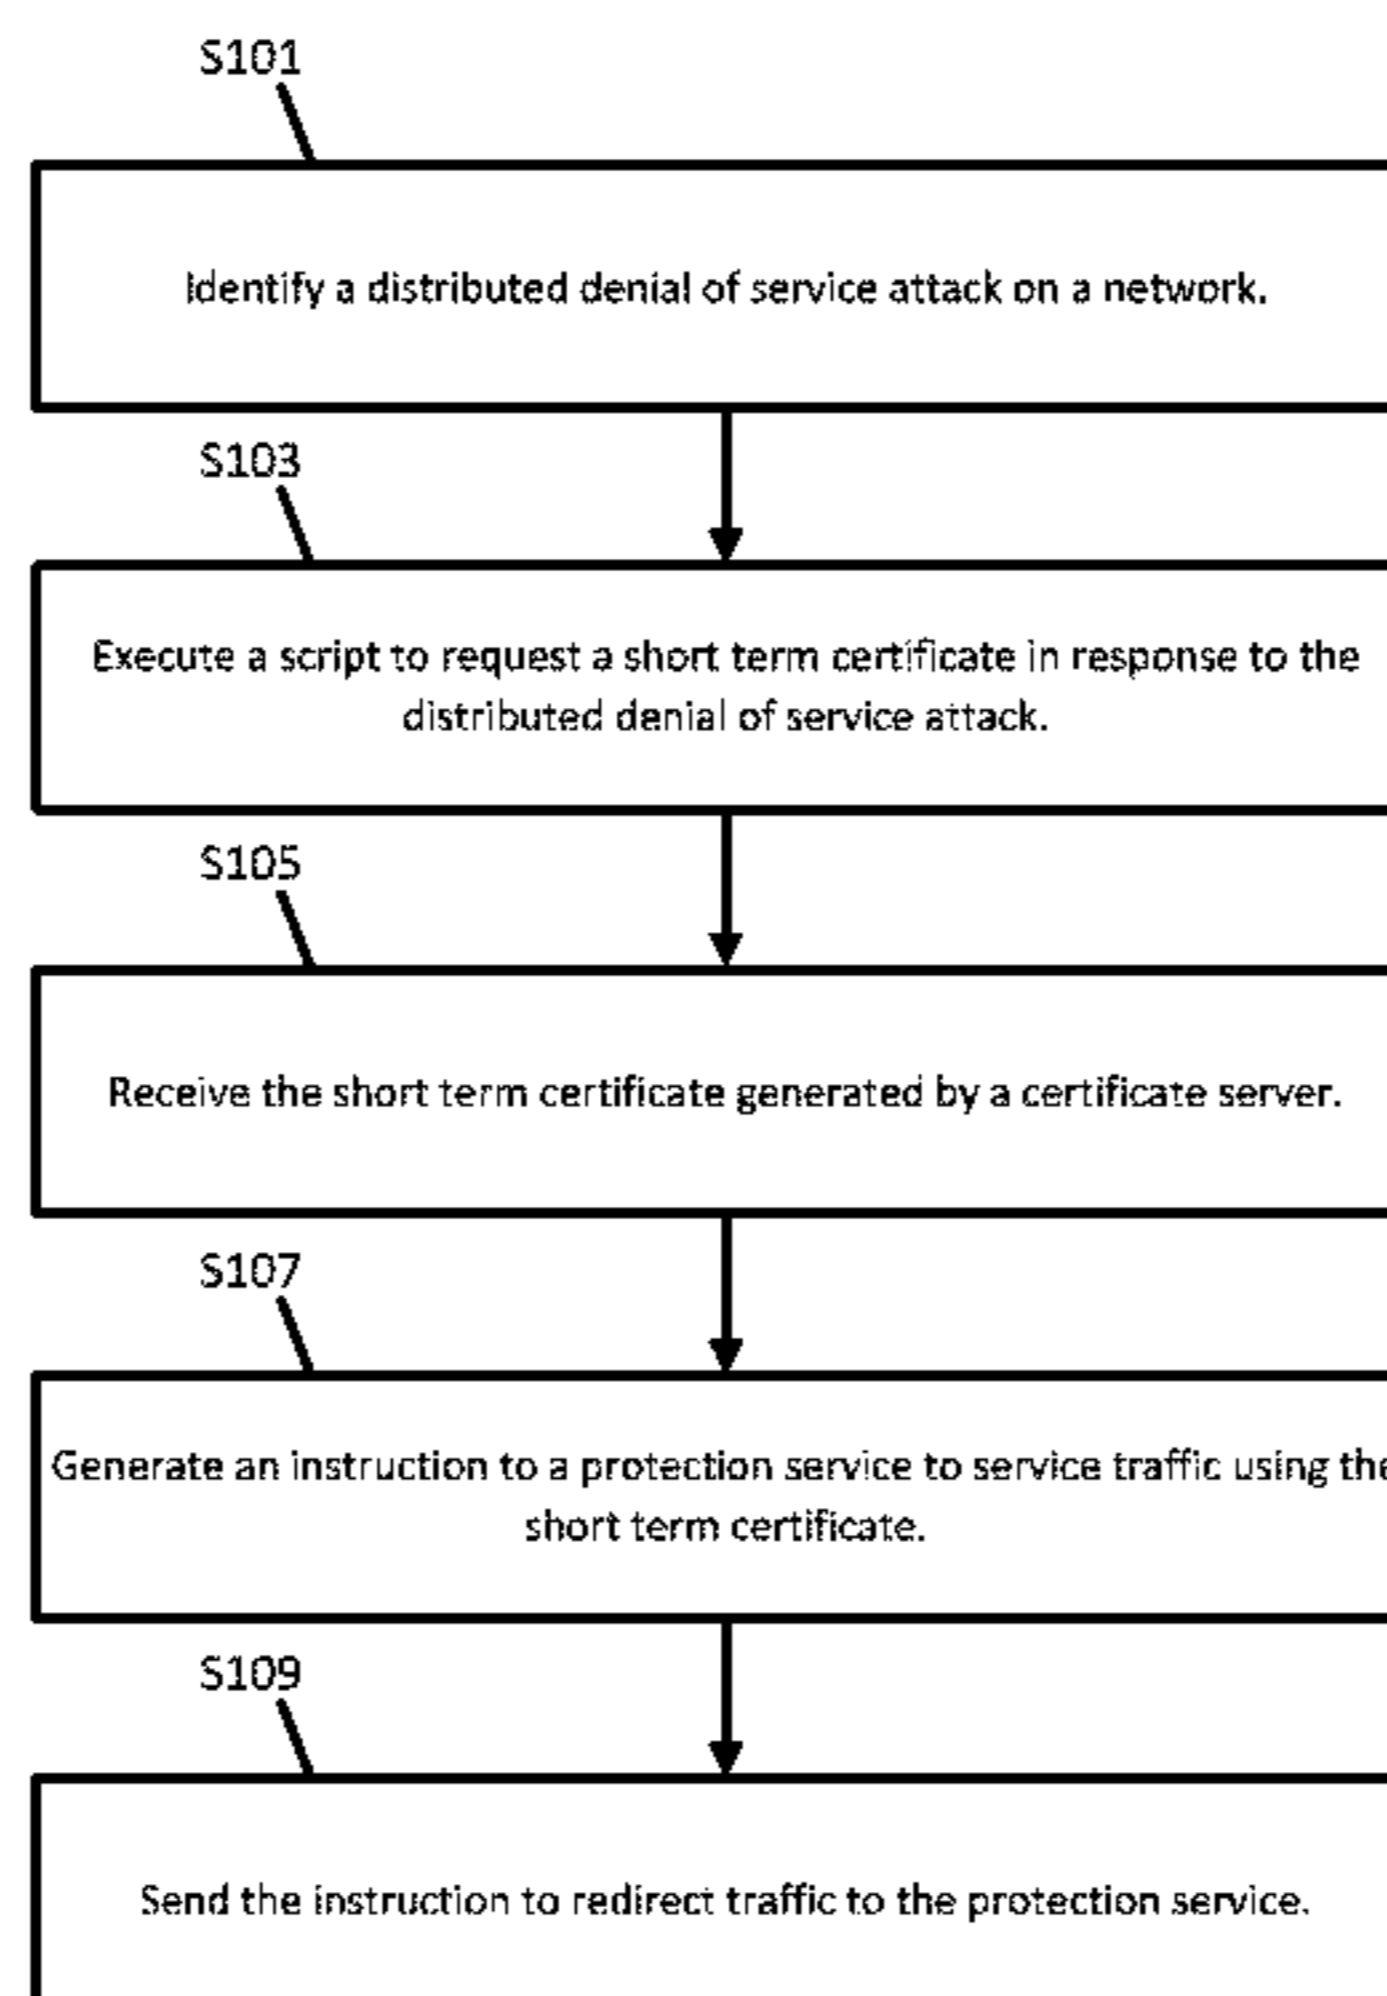 S101
Identify a distributed denial of service attack on a network.
S103
Execute a script to request a short term certificate in response to the
distributed denial of service attack.
S105
Receive the short term certificate generated by a certificate server.
S107
Generate an instruction to a protection service to service traffic using the
short term certificate.
S109
Send the instruction to redirect traffic to the protection service.